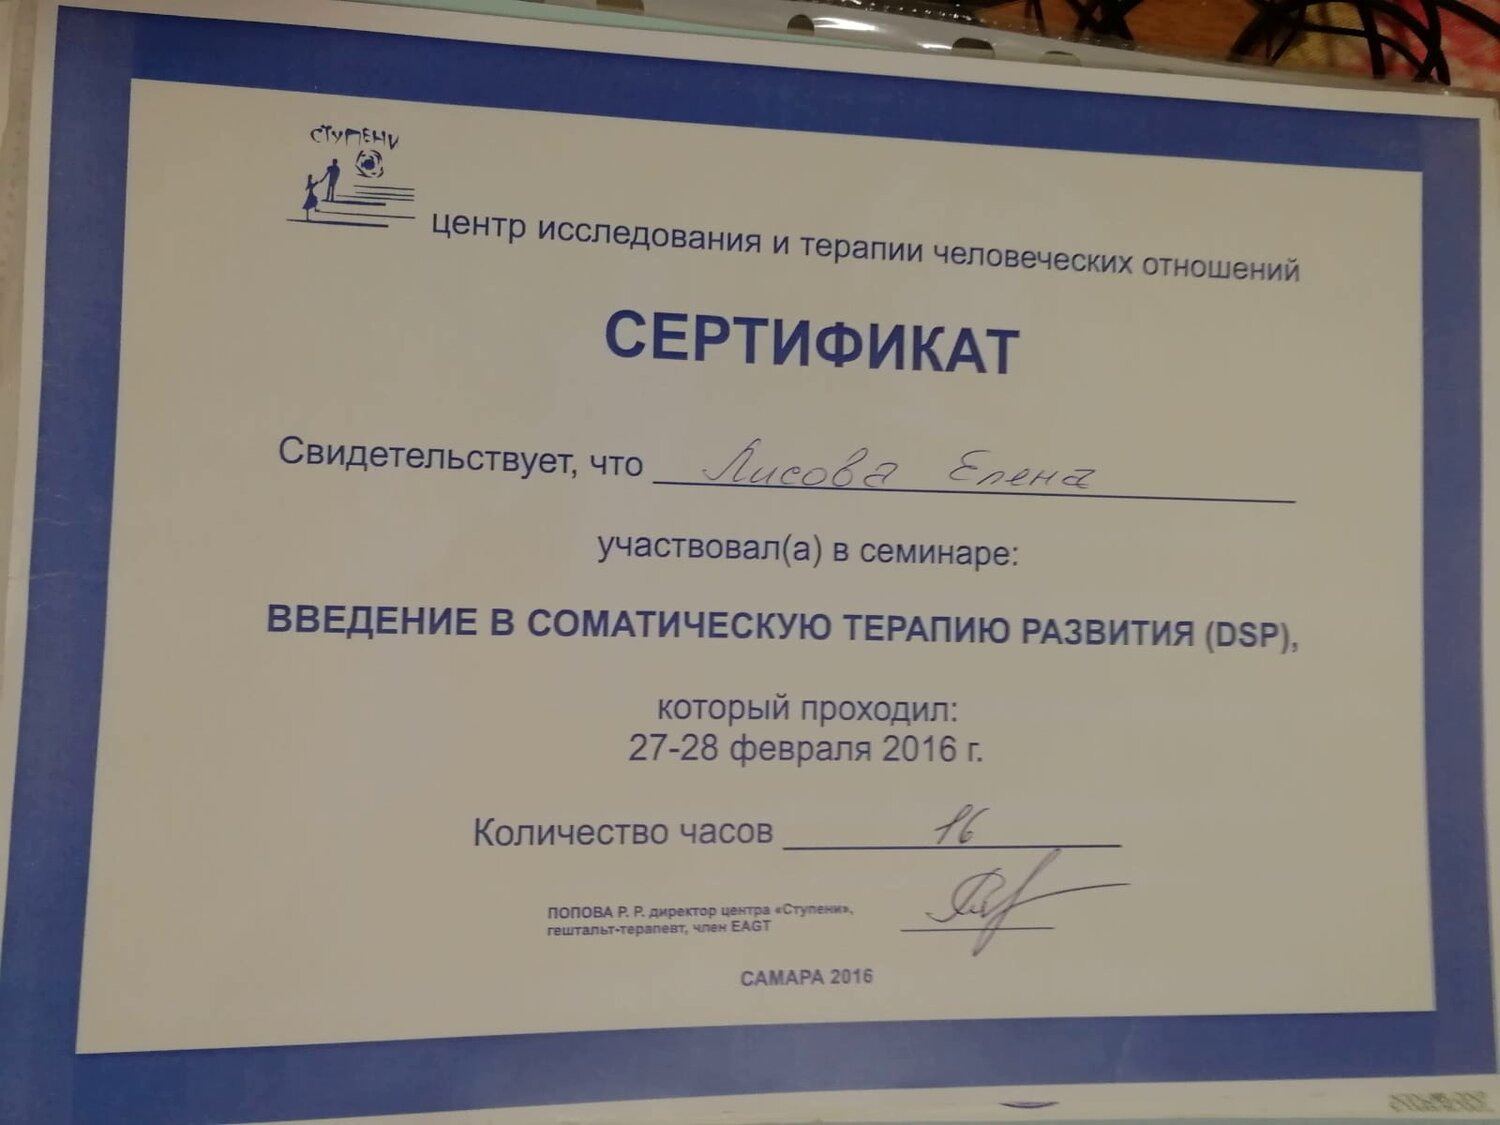 СТУПЕНИ
центр исследования и терапии человеческих отношений
СЕРТИФИКАТ
Свидетельствует, что Лисова Елена
участвовал(а) в семинаре:
ВВЕДЕНИЕ В СОМАТИЧЕСКУЮ ТЕРАПИЮ РАЗВИТИЯ (DSP),
который проходил:
27-28 февраля 2016 г.
Количество часов 16
ПОПОВА Р. Р. директор центра «Ступени»,
гештальт-терапевт, член EAGT
САМАРА 2016